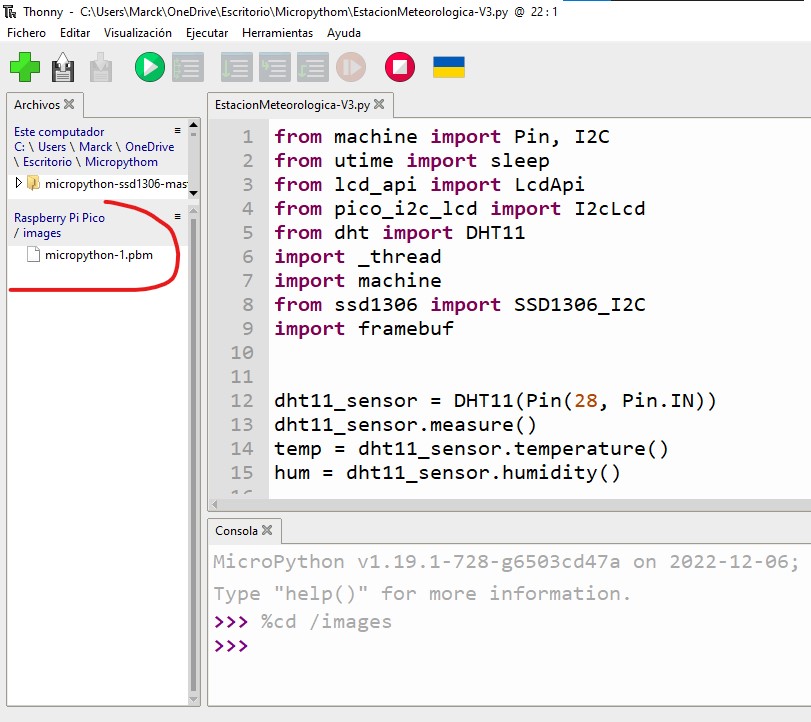 Thonny - C:\Users\Marck\OneDrive\Escritorio\Micropythom\EstacionMeteorologica-V3.py @ 22 : 1
Fichero Editar Visualización Ejecutar Herramientas Ayuda
Archivos
Este computador
C: \ Users \ Marck \ OneDrive
\ Escritorio \ Micropythom
micropython-ssd1306-mas
Raspberry Pi Pico
/ images
micropython-1.pbm
EstacionMeteorologica-V3.py
1 from machine import Pin, I2C
2 from utime import sleep
3 from lcd_api import LcdApi
4 from pico_i2c_lcd import I2cLcd
5 from dht import DHT11
6 import _thread
7 import machine
8 from ssd1306 import SSD1306_I2C
9 import framebuf
10
11
12 dht11_sensor = DHT11(Pin(28, Pin.IN))
13 dht11_sensor.measure()
14 temp = dht11_sensor.temperature()
15 hum = dht11_sensor.humidity()
16
Consola
MicroPython v1.19.1-728-g6503cd47a on 2022-12-06;
Type "help()" for more information.
>>> %cd /images
>>>